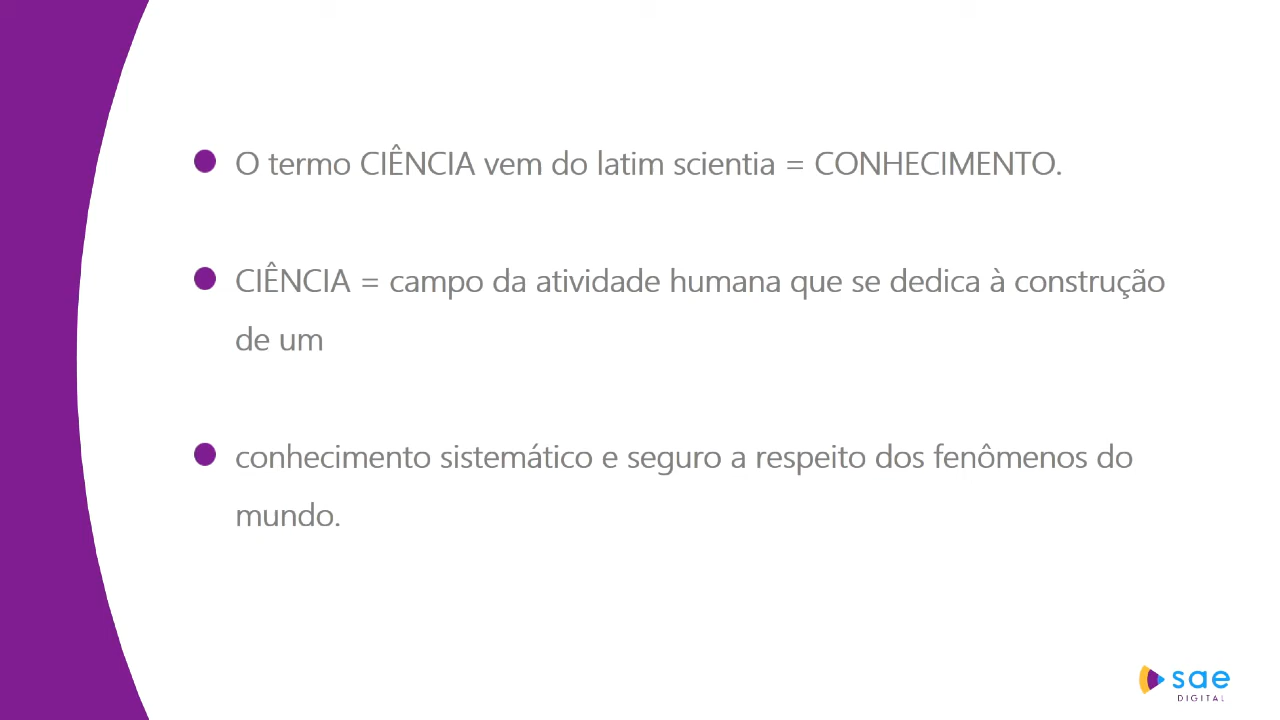 O termo CIÊNCIA vem do latim scientia = CONHECIMENTO.
CIÊNCIA = campo da atividade humana que se dedica à construção
de um
conhecimento sistemático e seguro a respeito dos fenômenos do
mundo.
sae
DIGITAL